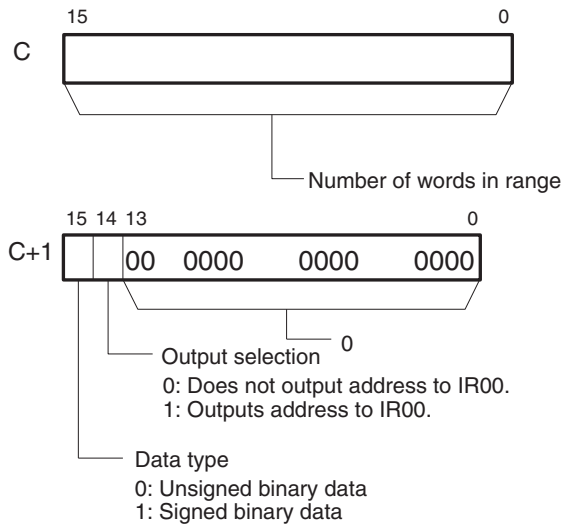 15 0
C
Number of words in range
15 14 13 0
C+1 00 0000 0000 0000
0
Output selection
0: Does not output address to IR00.
1: Outputs address to IR00.
Data type
0: Unsigned binary data
1: Signed binary data